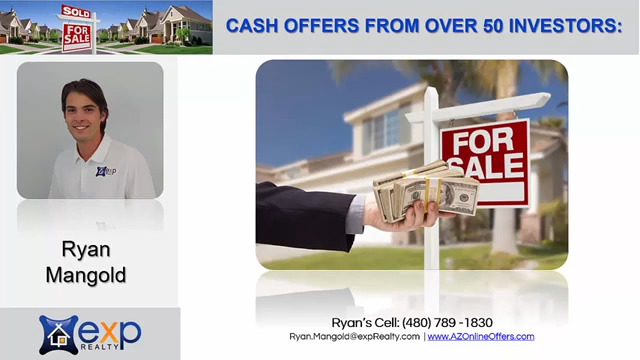 SOLD
FOR
SALE
CASH OFFERS FROM OVER 50 INVESTORS:
exp
FOR
SALE
Ryan
Mangold
exp
REALTY
Ryan's Cell: (480) 789 -1830
Ryan.Mangold@expRealty.com | www.AZOnlineOffers.com